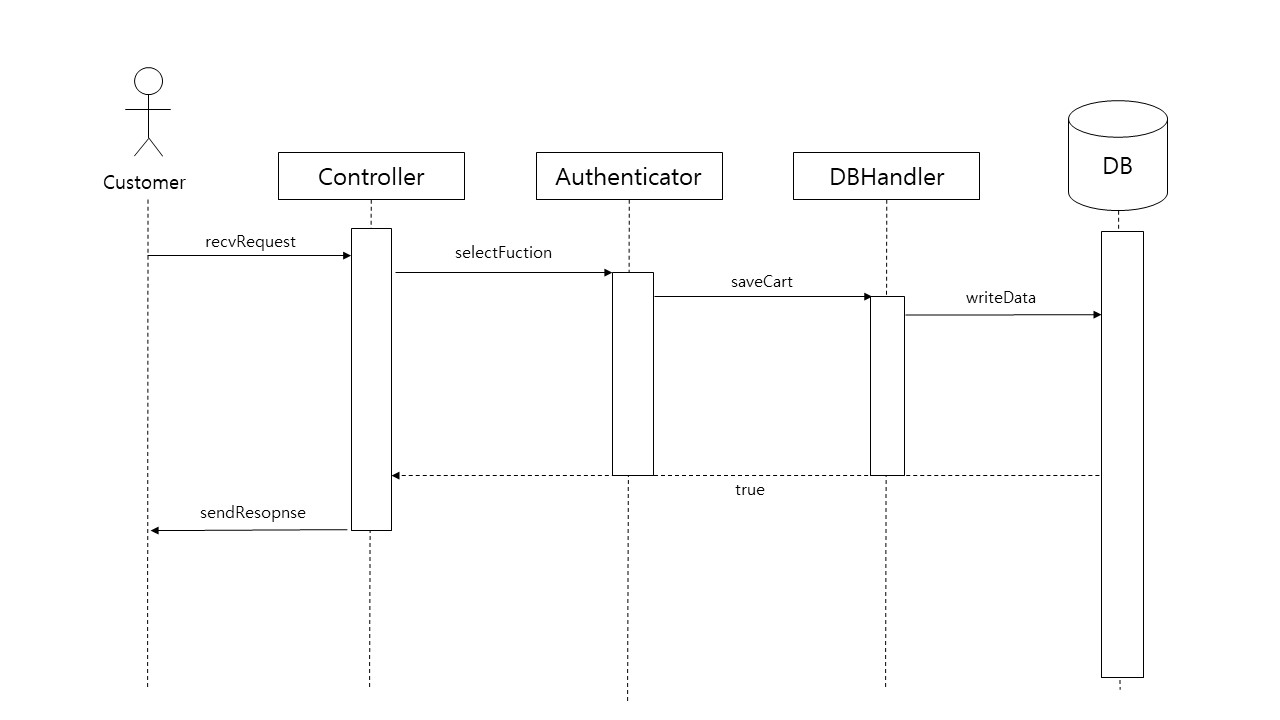 Customer
Controller
Authenticator
DBHandler
DB
recvRequest
selectFuction
saveCart
writeData
true
sendResopnse